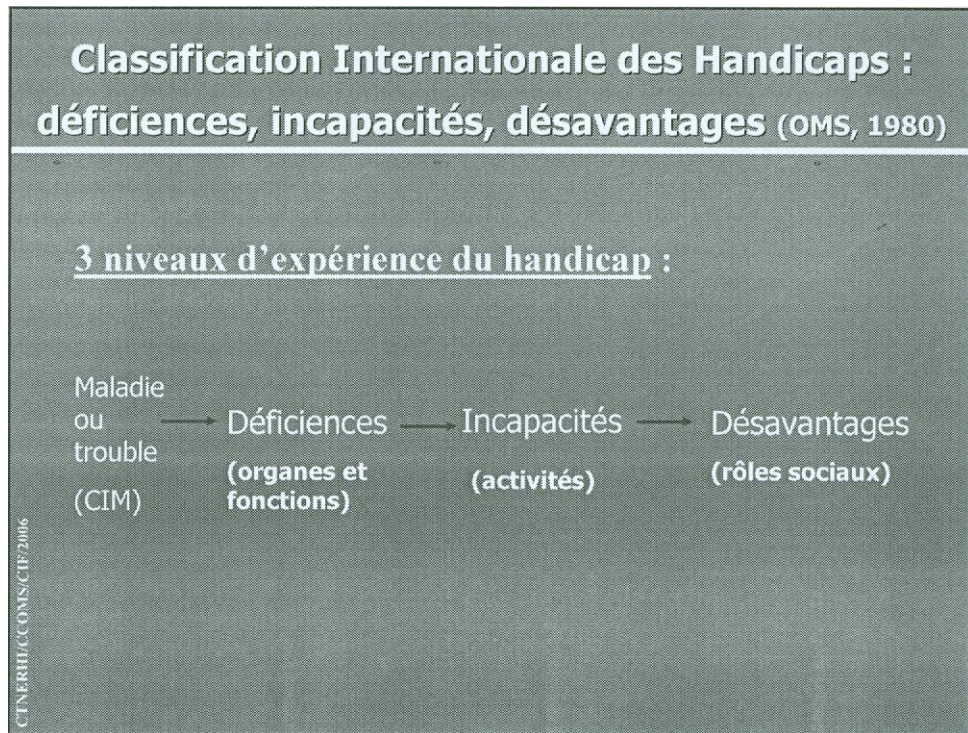 Classification Internationale des Handicaps :
déficiences, incapacités, désavantages (OMS, 1980)
3 niveaux d'expérience du handicap :
Maladie
ou
trouble
(CIM)
Déficiences
(organes et
fonctions)
Incapacités
(activités)
Désavantages
(rôles sociaux)
CTNERHI/CCOMS/CIF/2006